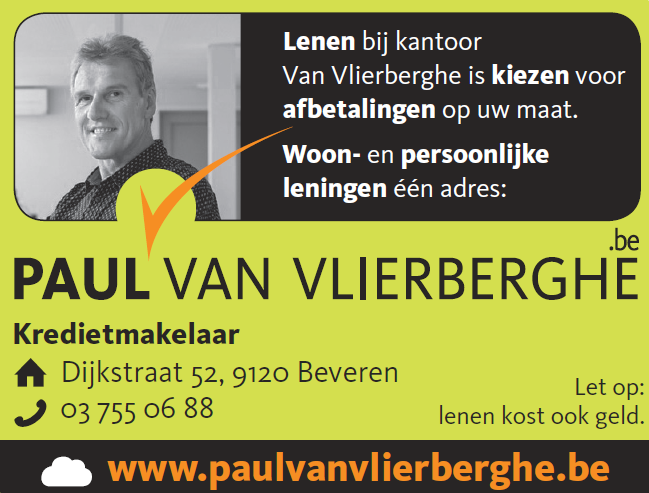 Lenen bij kantoor
Van Vlierberghe is kiezen voor
afbetalingen op uw maat.
Woon- en persoonlijke
leningen één adres:
.be
PAUL VAN VLIERBERGHE
Kredietmakelaar
Dijkstraat 52, 9120 Beveren
03 755 06 88
Let op:
lenen kost ook geld.
www.paulvanvlierberghe.be